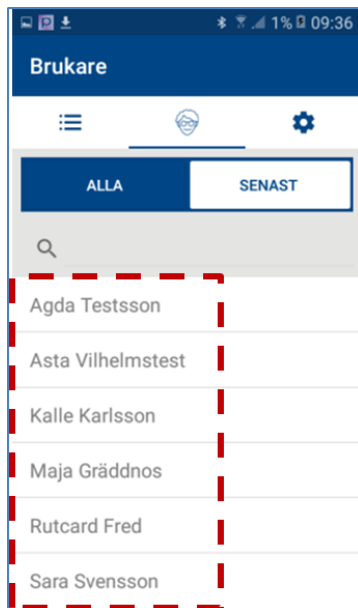 1% 09:36
Brukare
ALLA SENAST
Agda Testsson
Asta Vilhelmstest
Kalle Karlsson
Maja Gräddnos
Rutcard Fred
Sara Svensson